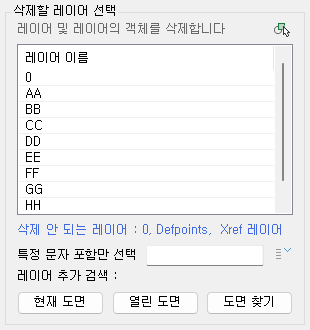 삭제할 레이어 선택
레이어 및 레이어의 객체를 삭제합니다
레이어 이름
0
AA
BB
CC
DD
EE
FF
GG
HH
삭제 안 되는 레이어 : 0, Defpoints, Xref 레이어
특정 문자 포함만 선택
레이어 추가 검색 :
현재 도면 열린 도면 도면 찾기